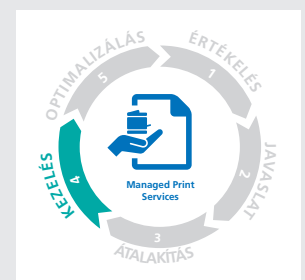 ÉRTÉKELÉS
1
JAVASLAT
2
ÁTALAKÍTÁS
3
KEZELÉS
4
OPTIMALIZÁLÁS
5
Managed Print
Services